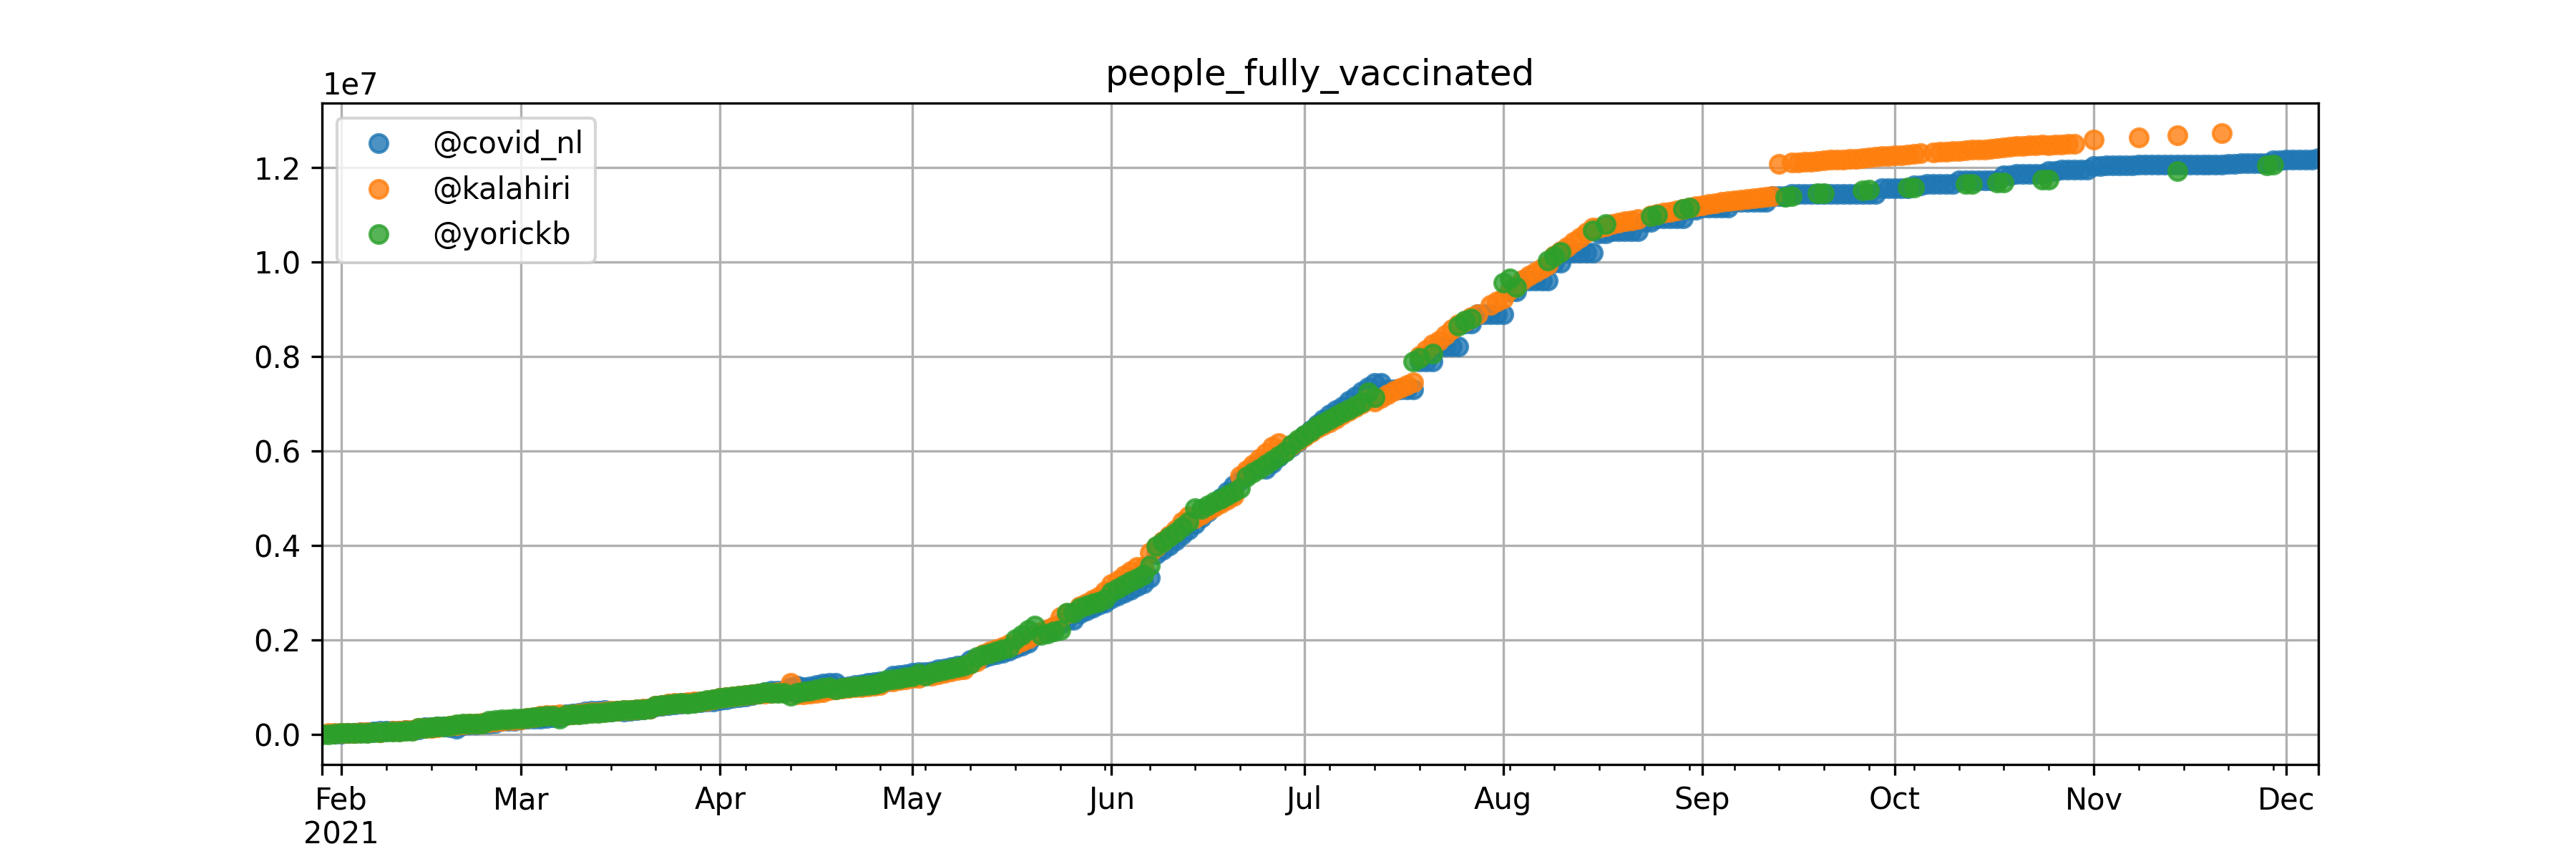 people_fully_vaccinated
1e7
@covid_nl
@kalahiri
@yorickb
1.2
1.0
0.8
0.6
0.4
0.2
0.0
Feb Mar Apr May Jun Jul Aug Sep Oct Nov Dec
2021